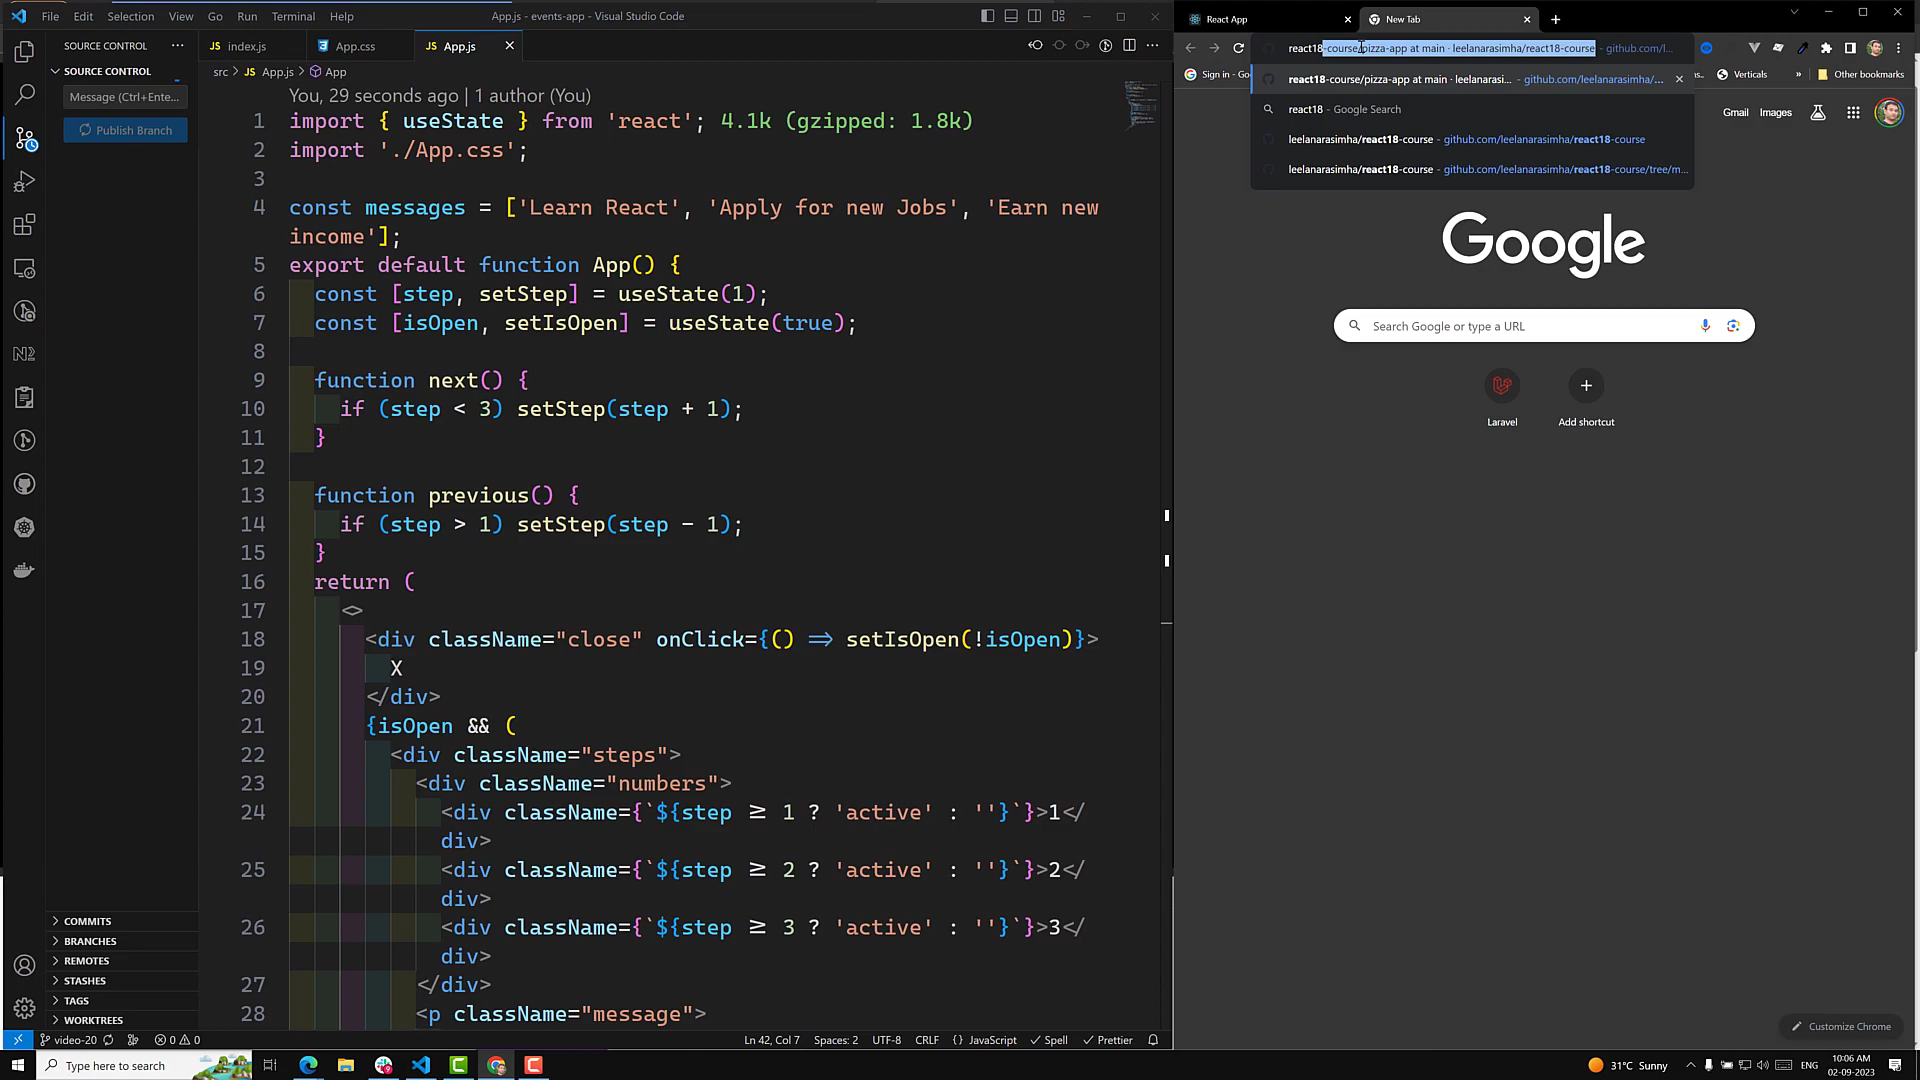 File Edit Selection View Go Run Terminal Help
App.js - events-app - Visual Studio Code
SOURCE CONTROL
SOURCE CONTROL
Message (Ctrl+Ente...
Publish Branch
COMMITS
BRANCHES
REMOTES
STASHES
TAGS
WORKTREES
index.js App.css App.js
src > App.js > App
You, 29 seconds ago | 1 author (You)
1 import { useState } from 'react'; 4.1k (gzipped: 1.8k)
2 import './App.css';
3
4 const messages = ['Learn React', 'Apply for new Jobs', 'Earn new
income'];
5 export default function App() {
6 const [step, setStep] = useState(1);
7 const [isOpen, setIsOpen] = useState(true);
8
9 function next() {
10 if (step < 3) setStep(step + 1);
11 }
12
13 function previous() {
14 if (step > 1) setStep(step - 1);
15 }
16 return (
17 <>
18 <div className="close" onClick={() => setIsOpen(!isOpen)}>
19 X
20 </div>
21 {isOpen && (
22 <div className="steps">
23 <div className="numbers">
24 <div className={`${step ≥ 1 ? 'active' : ''}`}>1</
div>
25 <div className={`${step ≥ 2 ? 'active' : ''}`}>2</
div>
26 <div className={`${step ≥ 3 ? 'active' : ''}`}>3</
div>
27 </div>
28 <p className="message">
video-20 0 0 Ln 42, Col 7 Spaces: 2 UTF-8 CRLF {} JavaScript Spell Prettier
React App New Tab
react18-course/pizza-app at main · leelanarasimha/react18-course - github.com/l...
Sign in - Goo Verticals » Other bookmarks
react18-course/pizza-app at main · leelanarasi... - github.com/leelanarasimha/...
react18 - Google Search
leelanarasimha/react18-course - github.com/leelanarasimha/react18-course
leelanarasimha/react18-course - github.com/leelanarasimha/react18-course/tree/m...
Gmail Images
Google
Search Google or type a URL
Laravel Add shortcut
Customize Chrome
Type here to search
31°C Sunny ENG 10:06 AM
02-09-2023